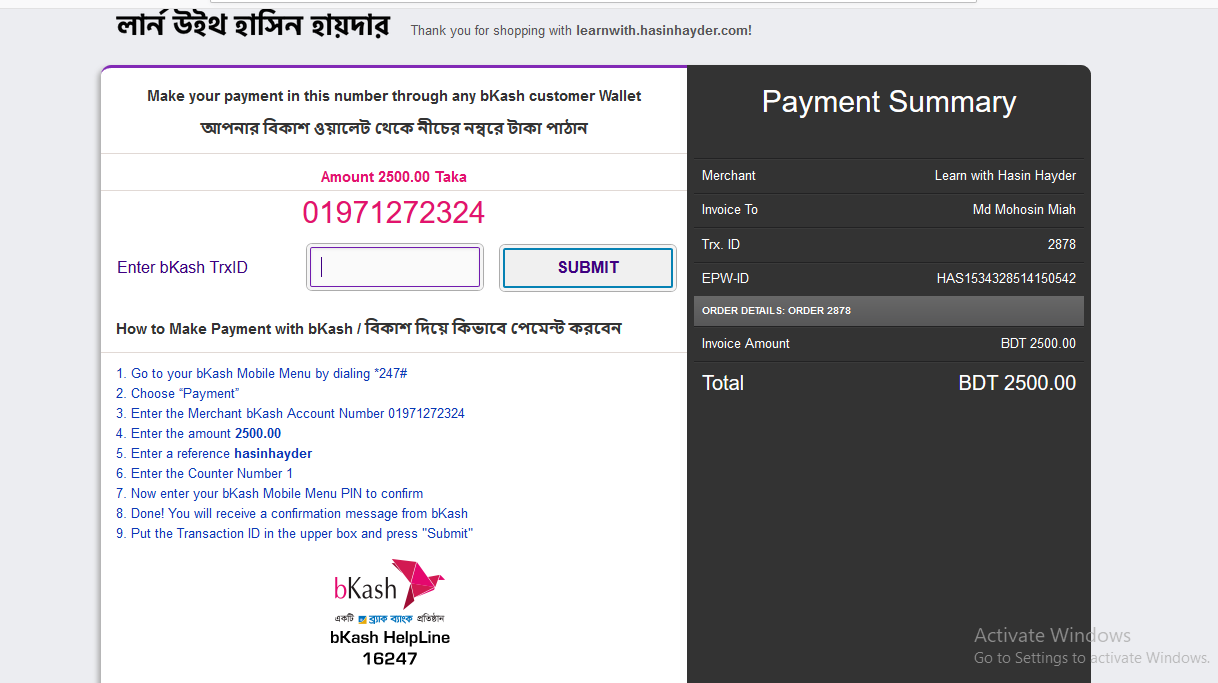 লার্ন উইথ হাসিন হায়দার
Thank you for shopping with learnwith.hasinhayder.com!
Make your payment in this number through any bKash customer Wallet
আপনার বিকাশ ওয়ালেট থেকে নীচের নম্বরে টাকা পাঠান
Amount 2500.00 Taka
01971272324
Enter bKash TrxID
SUBMIT
How to Make Payment with bKash / বিকাশ দিয়ে কিভাবে পেমেন্ট করবেন
1. Go to your bKash Mobile Menu by dialing *247#
2. Choose “Payment”
3. Enter the Merchant bKash Account Number 01971272324
4. Enter the amount 2500.00
5. Enter a reference hasinhayder
6. Enter the Counter Number 1
7. Now enter your bKash Mobile Menu PIN to confirm
8. Done! You will receive a confirmation message from bKash
9. Put the Transaction ID in the upper box and press "Submit"
bKash
একটি ব্র্যাক ব্যাংক প্রতিষ্ঠান
bKash HelpLine
16247
Payment Summary
Merchant Learn with Hasin Hayder
Invoice To Md Mohosin Miah
Trx. ID 2878
EPW-ID HAS1534328514150542
ORDER DETAILS: ORDER 2878
Invoice Amount BDT 2500.00
Total BDT 2500.00
Activate Windows
Go to Settings to activate Windows.